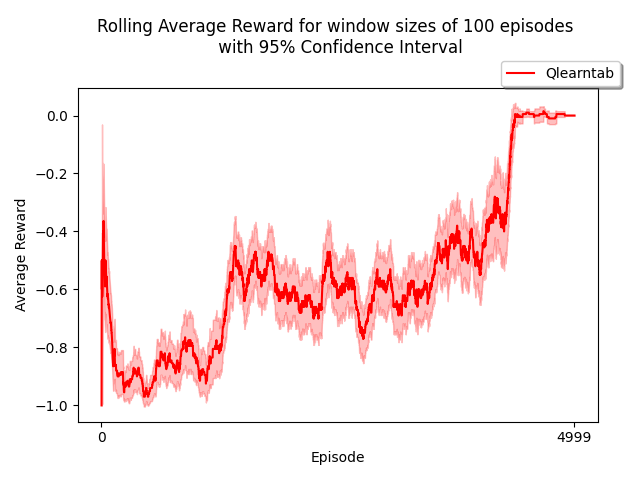 Rolling Average Reward for window sizes of 100 episodes
with 95% Confidence Interval
Qlearntab
Average Reward
0.0
−0.2
−0.4
−0.6
−0.8
−1.0
0
4999
Episode